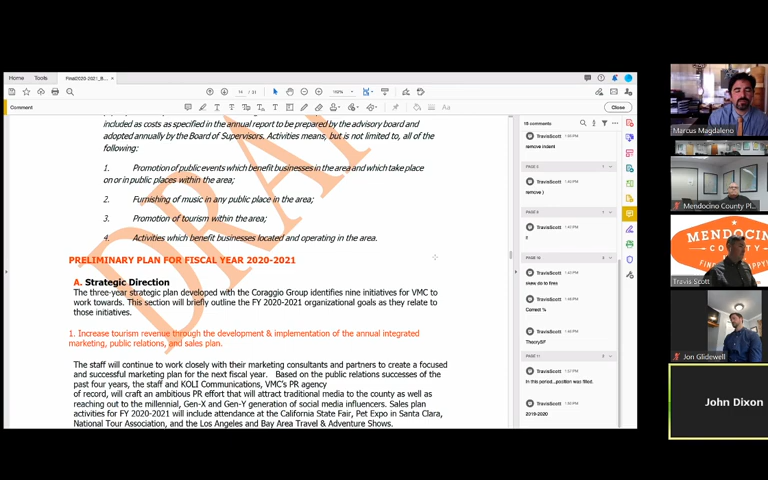 Home Tools Final2020-2021_B... ×
14 / 31
102%
Comment
Close
included as costs as specified in the annual report to be prepared by the advisory board and
adopted annually by the Board of Supervisors. Activities means, but is not limited to, all of the
following:
1. Promotion of public events which benefit businesses in the area and which take place
on or in public places within the area;
2. Furnishing of music in any public place in the area;
3. Promotion of tourism within the area;
4. Activities which benefit businesses located and operating in the area.
DRA
PRELIMINARY PLAN FOR FISCAL YEAR 2020-2021
A. Strategic Direction
The three-year strategic plan developed with the Coraggio Group identifies nine initiatives for VMC to
work towards. This section will briefly outline the FY 2020-2021 organizational goals as they relate to
those initiatives.
1. Increase tourism revenue through the development & implementation of the annual integrated
marketing, public relations, and sales plan.
The staff will continue to work closely with their marketing consultants and partners to create a focused
and successful marketing plan for the next fiscal year. Based on the public relations successes of the
past four years, the staff and KOLI Communications, VMC's PR agency
of record, will craft an ambitious PR effort that will attract traditional media to the county as well as
reaching out to the millennial, Gen-X and Gen-Y generation of social media influencers. Sales plan
activities for FY 2020-2021 will include attendance at the California State Fair, Pet Expo in Santa Clara,
National Tour Association, and the Los Angeles and Bay Area Travel & Adventure Shows.
TravisScott
remove indent
TravisScott
remove )
TravisScott
TravisScott
skew do to fires
TravisScott
Correct %
TravisScott
TheorySF
PAGE 11
TravisScott
In this period...position was filled.
TravisScott
2019-2020
Marcus Magdaleno
Mendocino County Pl...
MENDOCINO
COUNTY
Travis Scott
Jon Glidewell
John Dixon